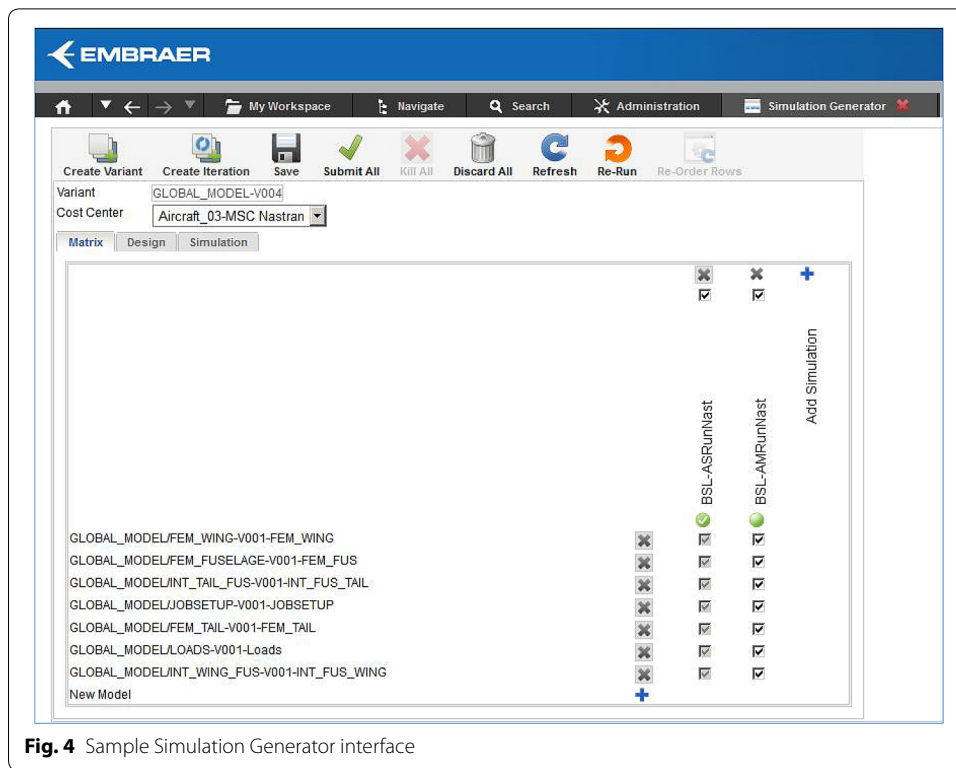 EMBRAER
My Workspace Navigate Search Administration Simulation Generator
Create Variant Create Iteration Save Submit All Kill All Discard All Refresh Re-Run Re-Order Rows
Variant GLOBAL_MODEL-V004
Cost Center Aircraft_03-MSC Nastran
Matrix Design Simulation
BSL-ASRunNast
BSL-AMRunNast
Add Simulation
GLOBAL_MODEL/FEM_WING-V001-FEM_WING
GLOBAL_MODEL/FEM_FUSELAGE-V001-FEM_FUS
GLOBAL_MODEL/INT_TAIL_FUS-V001-INT_FUS_TAIL
GLOBAL_MODEL/JOBSETUP-V001-JOBSETUP
GLOBAL_MODEL/FEM_TAIL-V001-FEM_TAIL
GLOBAL_MODEL/LOADS-V001-Loads
GLOBAL_MODEL/INT_WING_FUS-V001-INT_FUS_WING
New Model
Fig. 4 Sample Simulation Generator interface